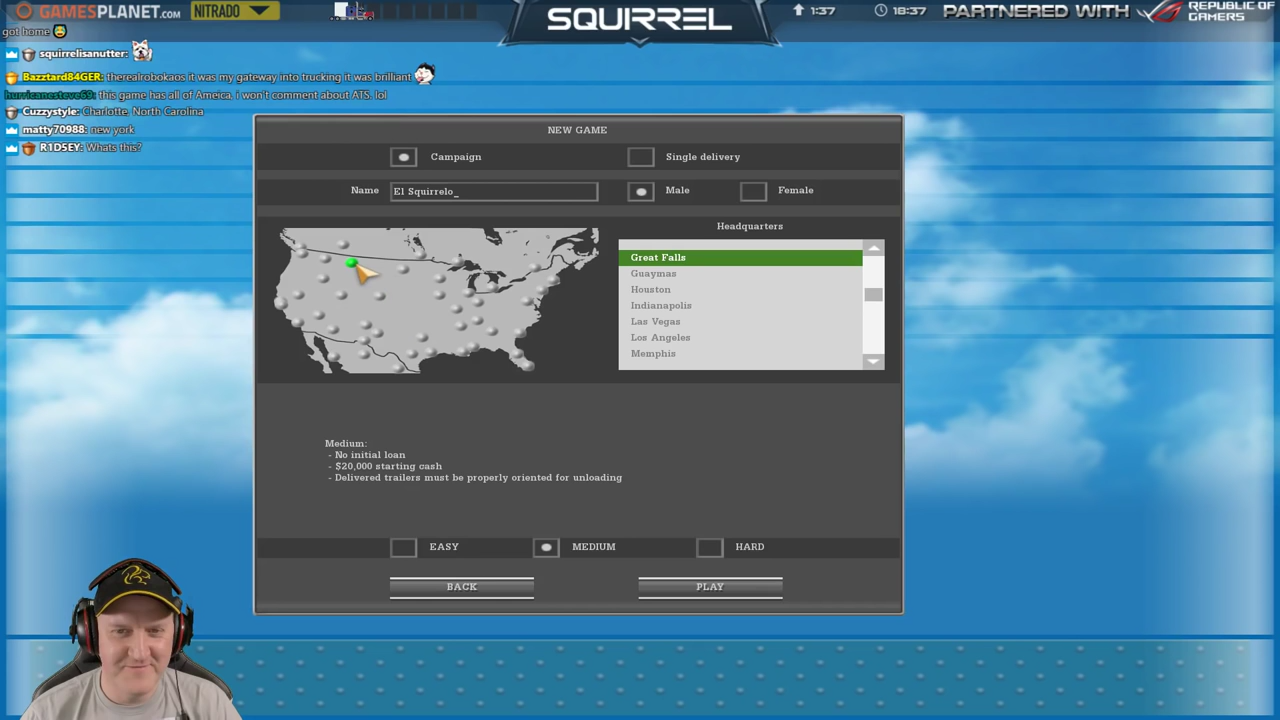 GAMESPLANET.COM
NITRADO
SQUIRREL
1:37
18:37
PARTNERED WITH
REPUBLIC OF
GAMERS
got home
squirrelisanutter:
Bazztard84GER: therealrobokaos it was my gateway into trucking it was brilliant
hurricanesteve69: this game has all of Ameica, i won't comment about ATS. lol
Cuzzystyle: Charlotte, North Carolina
matty70988: new york
R1D5EY: Whats this?
NEW GAME
Campaign
Single delivery
Name
El Squirrelo_
Male
Female
Headquarters
Great Falls
Guaymas
Houston
Indianapolis
Las Vegas
Los Angeles
Memphis
Medium:
- No initial loan
- $20,000 starting cash
- Delivered trailers must be properly oriented for unloading
EASY
MEDIUM
HARD
BACK
PLAY